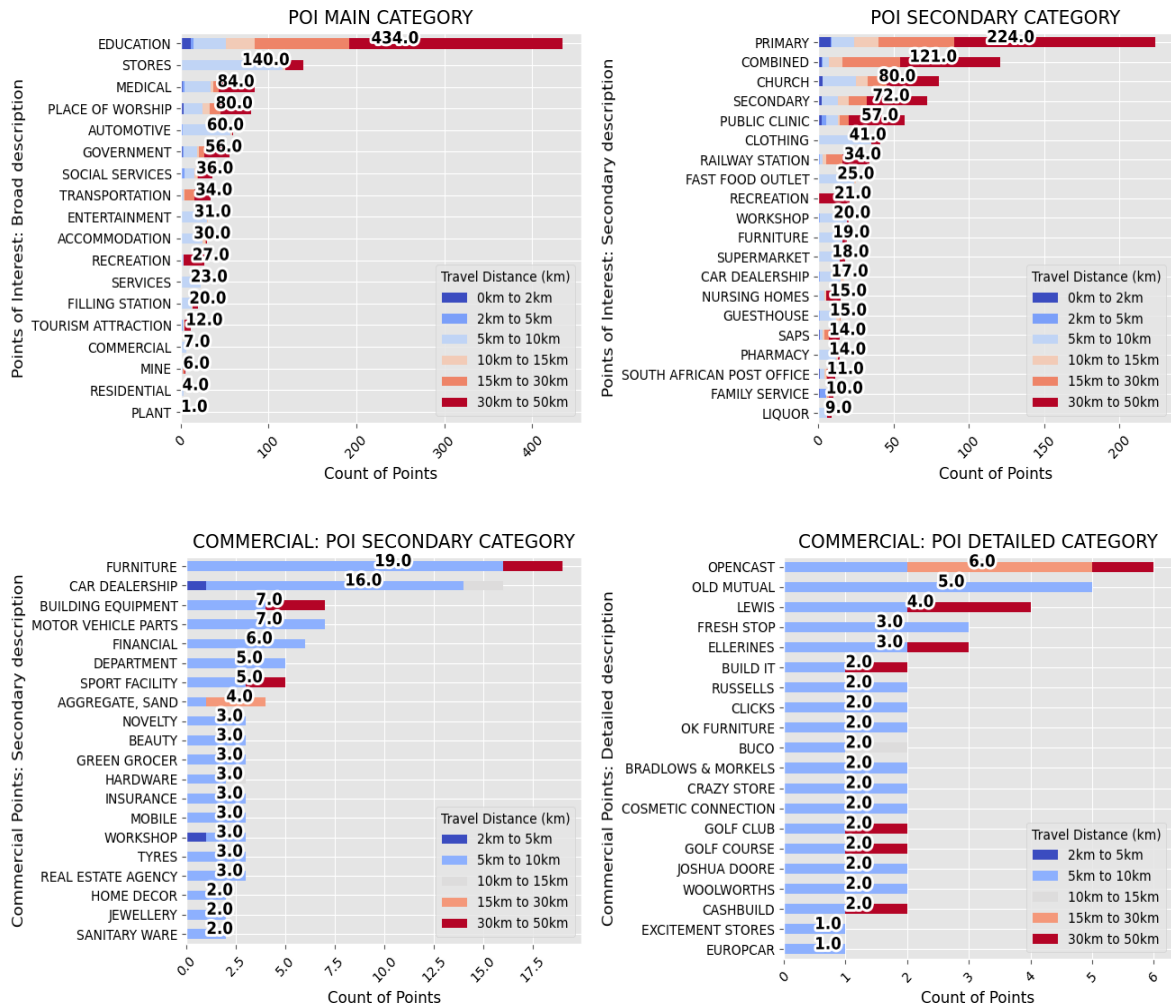 POI MAIN CATEGORY
Points of Interest: Broad description
EDUCATION 434.0
STORES 140.0
MEDICAL 84.0
PLACE OF WORSHIP 80.0
AUTOMOTIVE 60.0
GOVERNMENT 56.0
SOCIAL SERVICES 36.0
TRANSPORTATION 34.0
ENTERTAINMENT 31.0
ACCOMMODATION 30.0
RECREATION 27.0
SERVICES 23.0
FILLING STATION 20.0
TOURISM ATTRACTION 12.0
COMMERCIAL 7.0
MINE 6.0
RESIDENTIAL 4.0
PLANT 1.0
Travel Distance (km)
0km to 2km
2km to 5km
5km to 10km
10km to 15km
15km to 30km
30km to 50km
0 100 200 300 400
Count of Points
POI SECONDARY CATEGORY
Points of Interest: Secondary description
PRIMARY 224.0
COMBINED 121.0
CHURCH 80.0
SECONDARY 72.0
PUBLIC CLINIC 57.0
CLOTHING 41.0
RAILWAY STATION 34.0
FAST FOOD OUTLET 25.0
RECREATION 21.0
WORKSHOP 20.0
FURNITURE 19.0
SUPERMARKET 18.0
CAR DEALERSHIP 17.0
NURSING HOMES 15.0
GUESTHOUSE 15.0
SAPS 14.0
PHARMACY 14.0
SOUTH AFRICAN POST OFFICE 11.0
FAMILY SERVICE 10.0
LIQUOR 9.0
Travel Distance (km)
0km to 2km
2km to 5km
5km to 10km
10km to 15km
15km to 30km
30km to 50km
0 50 100 150 200
Count of Points
COMMERCIAL: POI SECONDARY CATEGORY
Commercial Points: Secondary description
FURNITURE 19.0
CAR DEALERSHIP 16.0
BUILDING EQUIPMENT 7.0
MOTOR VEHICLE PARTS 7.0
FINANCIAL 6.0
DEPARTMENT 5.0
SPORT FACILITY 5.0
AGGREGATE, SAND 4.0
NOVELTY 3.0
BEAUTY 3.0
GREEN GROCER 3.0
HARDWARE 3.0
INSURANCE 3.0
MOBILE 3.0
WORKSHOP 3.0
TYRES 3.0
REAL ESTATE AGENCY 3.0
HOME DECOR 2.0
JEWELLERY 2.0
SANITARY WARE 2.0
Travel Distance (km)
2km to 5km
5km to 10km
10km to 15km
15km to 30km
30km to 50km
0.0 2.5 5.0 7.5 10.0 12.5 15.0 17.5
Count of Points
COMMERCIAL: POI DETAILED CATEGORY
Commercial Points: Detailed description
OPENCAST 6.0
OLD MUTUAL 5.0
LEWIS 4.0
FRESH STOP 3.0
ELLERINES 3.0
BUILD IT 2.0
RUSSELLS 2.0
CLICKS 2.0
OK FURNITURE 2.0
BUCO 2.0
BRADLOWS & MORKELS 2.0
CRAZY STORE 2.0
COSMETIC CONNECTION 2.0
GOLF CLUB 2.0
GOLF COURSE 2.0
JOSHUA DOORE 2.0
WOOLWORTHS 2.0
CASHBUILD 2.0
EXCITEMENT STORES 1.0
EUROPCAR 1.0
Travel Distance (km)
2km to 5km
5km to 10km
10km to 15km
15km to 30km
30km to 50km
0 1 2 3 4 5 6
Count of Points